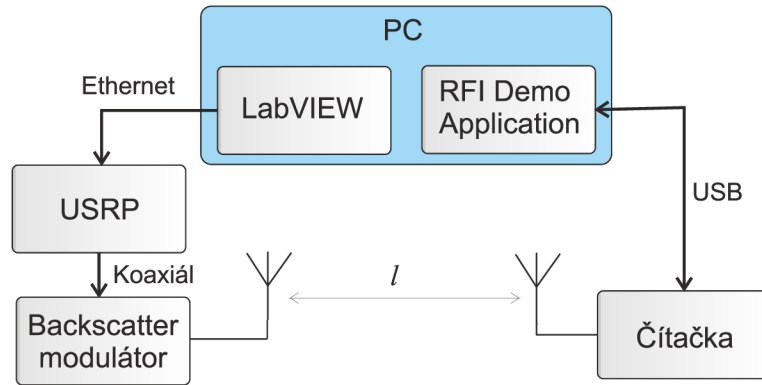 PC
Ethernet
LabVIEW
RFI Demo
Application
USRP
USB
Koaxiál
l
Backscatter
modulátor
Čítačka